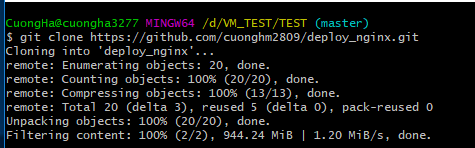 CuongHa@cuongha3277 MINGW64 /d/VM_TEST/TEST (master)
$ git clone https://github.com/cuonghm2809/deploy_nginx.git
Cloning into 'deploy_nginx'...
remote: Enumerating objects: 20, done.
remote: Counting objects: 100% (20/20), done.
remote: Compressing objects: 100% (13/13), done.
remote: Total 20 (delta 3), reused 5 (delta 0), pack-reused 0
Unpacking objects: 100% (20/20), done.
Filtering content: 100% (2/2), 944.24 MiB | 1.20 MiB/s, done.